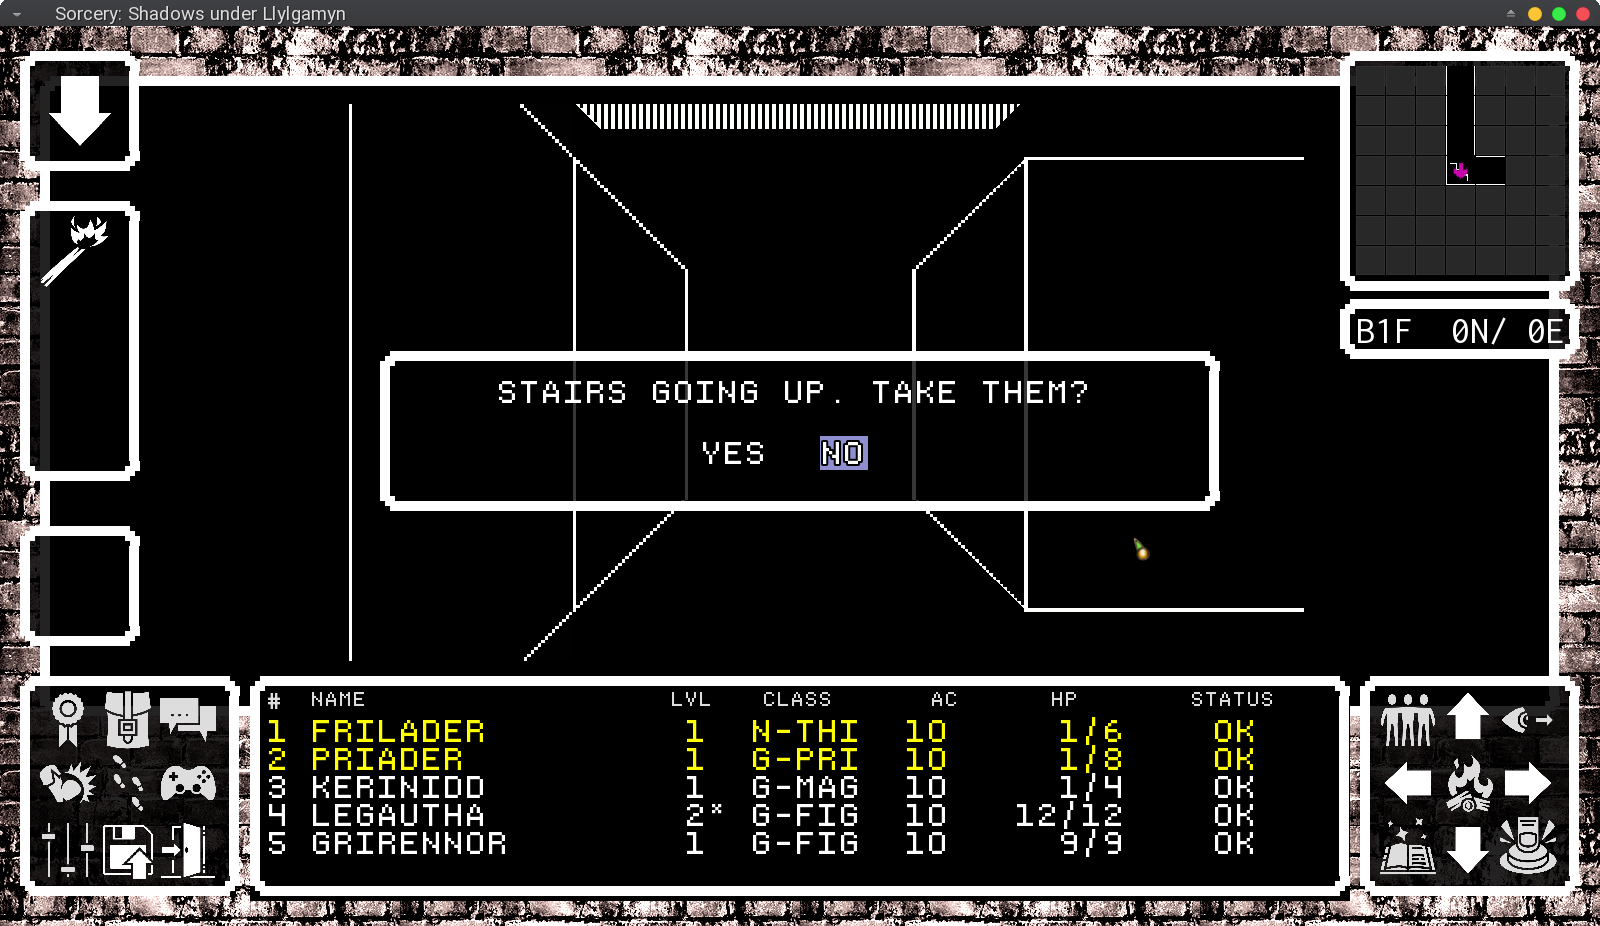 Sorcery: Shadows under Llylgamyn
B1F 0N/ 0E
STAIRS GOING UP. TAKE THEM?
YES NO
# NAME LVL CLASS AC HP STATUS
1 FRILADER 1 N-THI 10 1/6 OK
2 PRIADER 1 G-PRI 10 1/8 OK
3 KERINIDD 1 G-MAG 10 1/4 OK
4 LEGAUTHA 2* G-FIG 10 12/12 OK
5 GRIRENNOR 1 G-FIG 10 9/9 OK